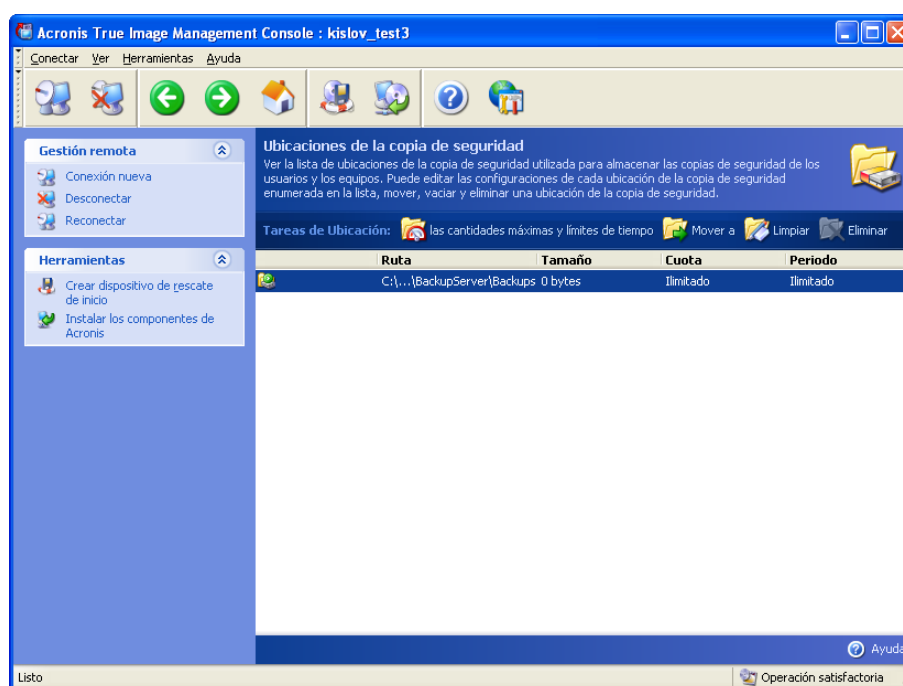 Acronis True Image Management Console : kislov_test3
Conectar Ver Herramientas Ayuda
Gestión remota
Conexión nueva
Desconectar
Reconectar
Herramientas
Crear dispositivo de rescate
de inicio
Instalar los componentes de
Acronis
Ubicaciones de la copia de seguridad
Ver la lista de ubicaciones de la copia de seguridad utilizada para almacenar las copias de seguridad de los
usuarios y los equipos. Puede editar las configuraciones de cada ubicación de la copia de seguridad
enumerada en la lista, mover, vaciar y eliminar una ubicación de la copia de seguridad.
Tareas de Ubicación: las cantidades máximas y límites de tiempo Mover a Limpiar Eliminar
Ruta Tamaño Cuota Periodo
C:\...\BackupServer\Backups 0 bytes Ilimitado Ilimitado
Ayuda
Listo Operación satisfactoria